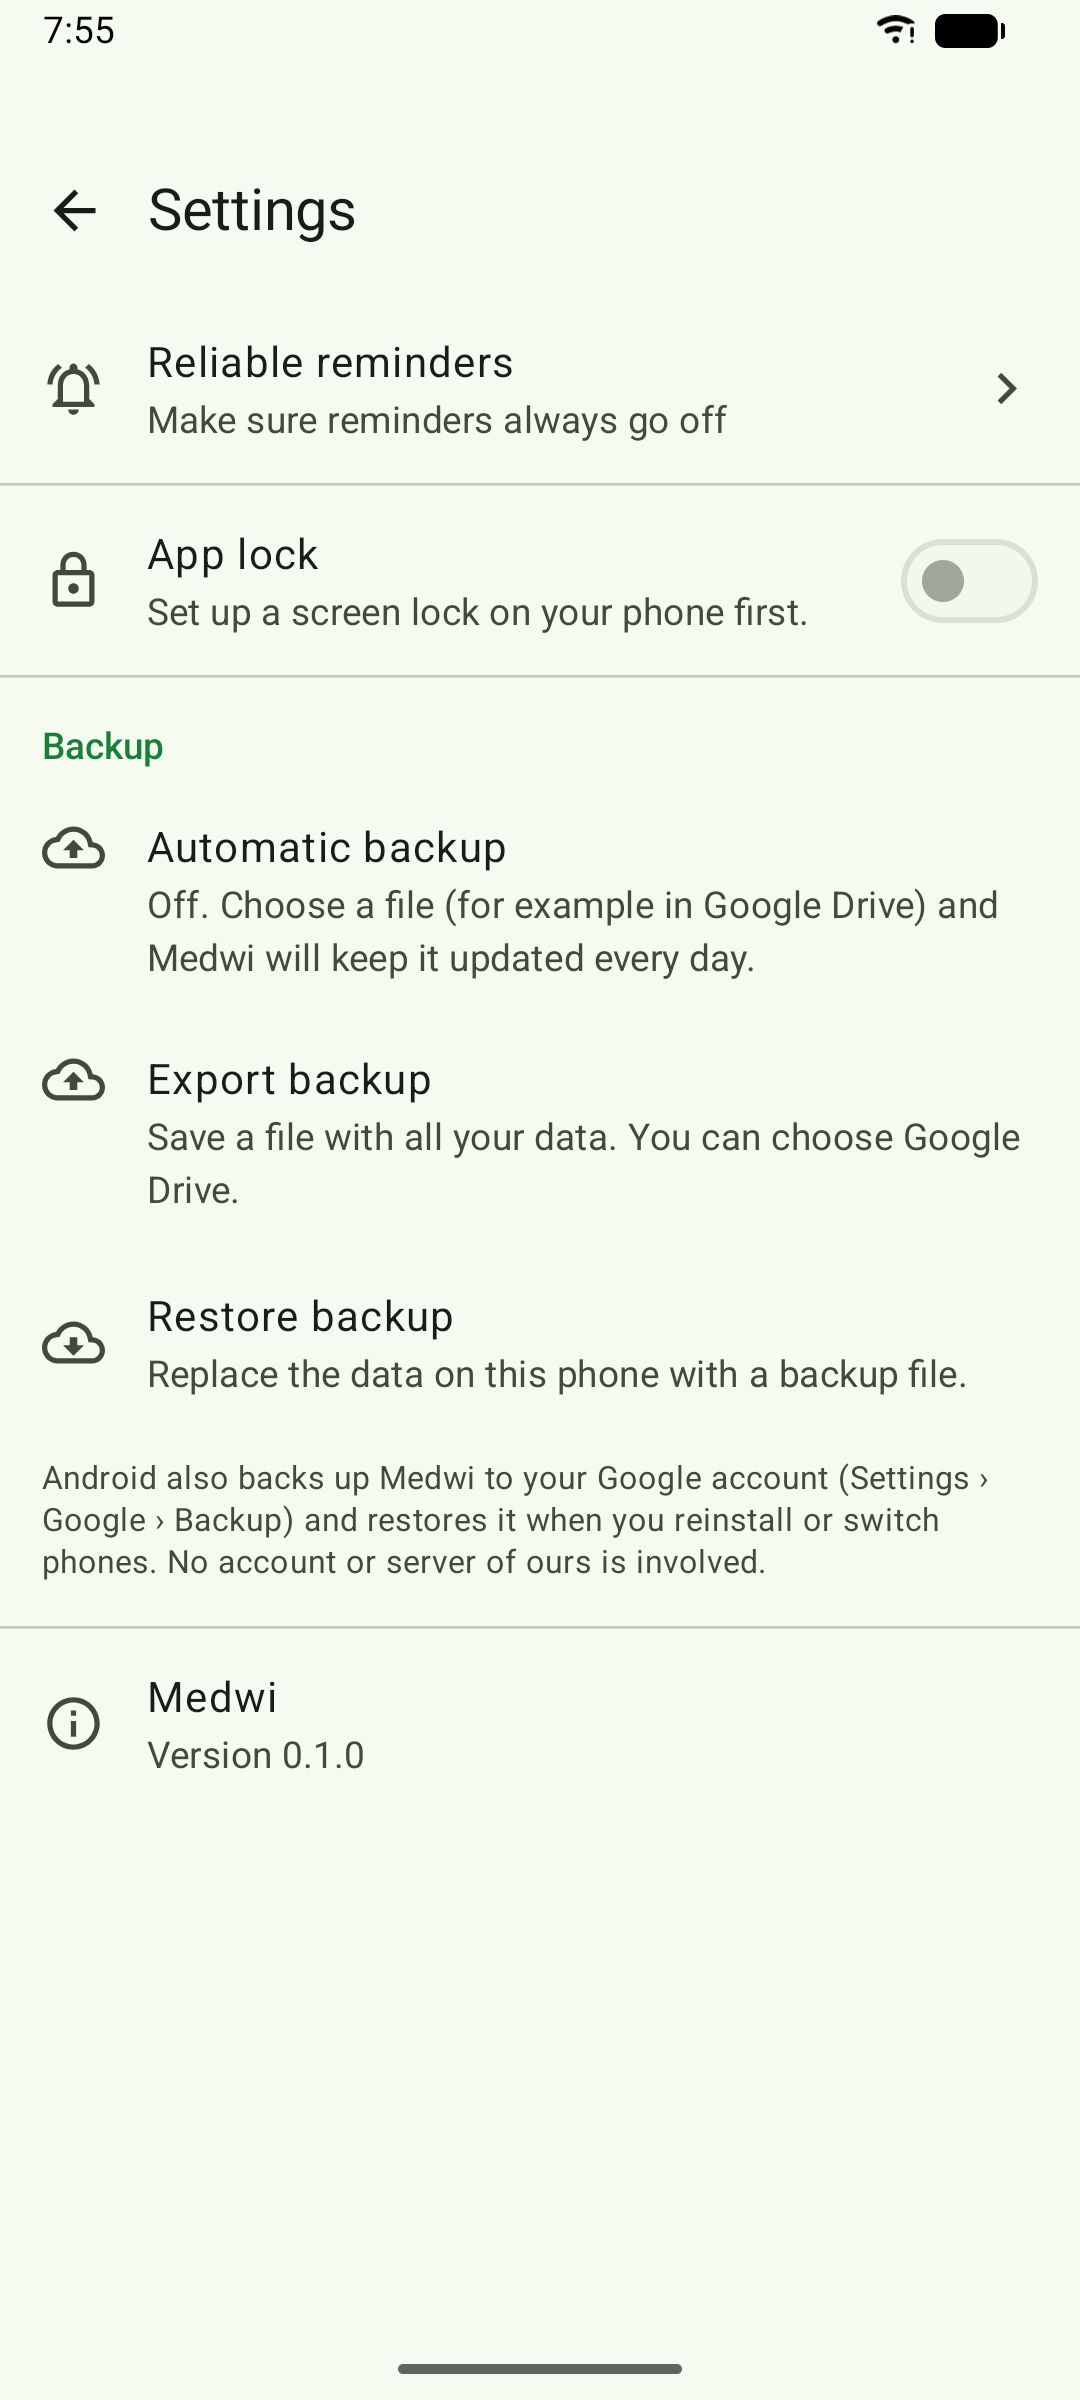 7:55
Settings
Reliable reminders
Make sure reminders always go off
App lock
Set up a screen lock on your phone first.
Backup
Automatic backup
Off. Choose a file (for example in Google Drive) and
Medwi will keep it updated every day.
Export backup
Save a file with all your data. You can choose Google
Drive.
Restore backup
Replace the data on this phone with a backup file.
Android also backs up Medwi to your Google account (Settings ›
Google › Backup) and restores it when you reinstall or switch
phones. No account or server of ours is involved.
Medwi
Version 0.1.0